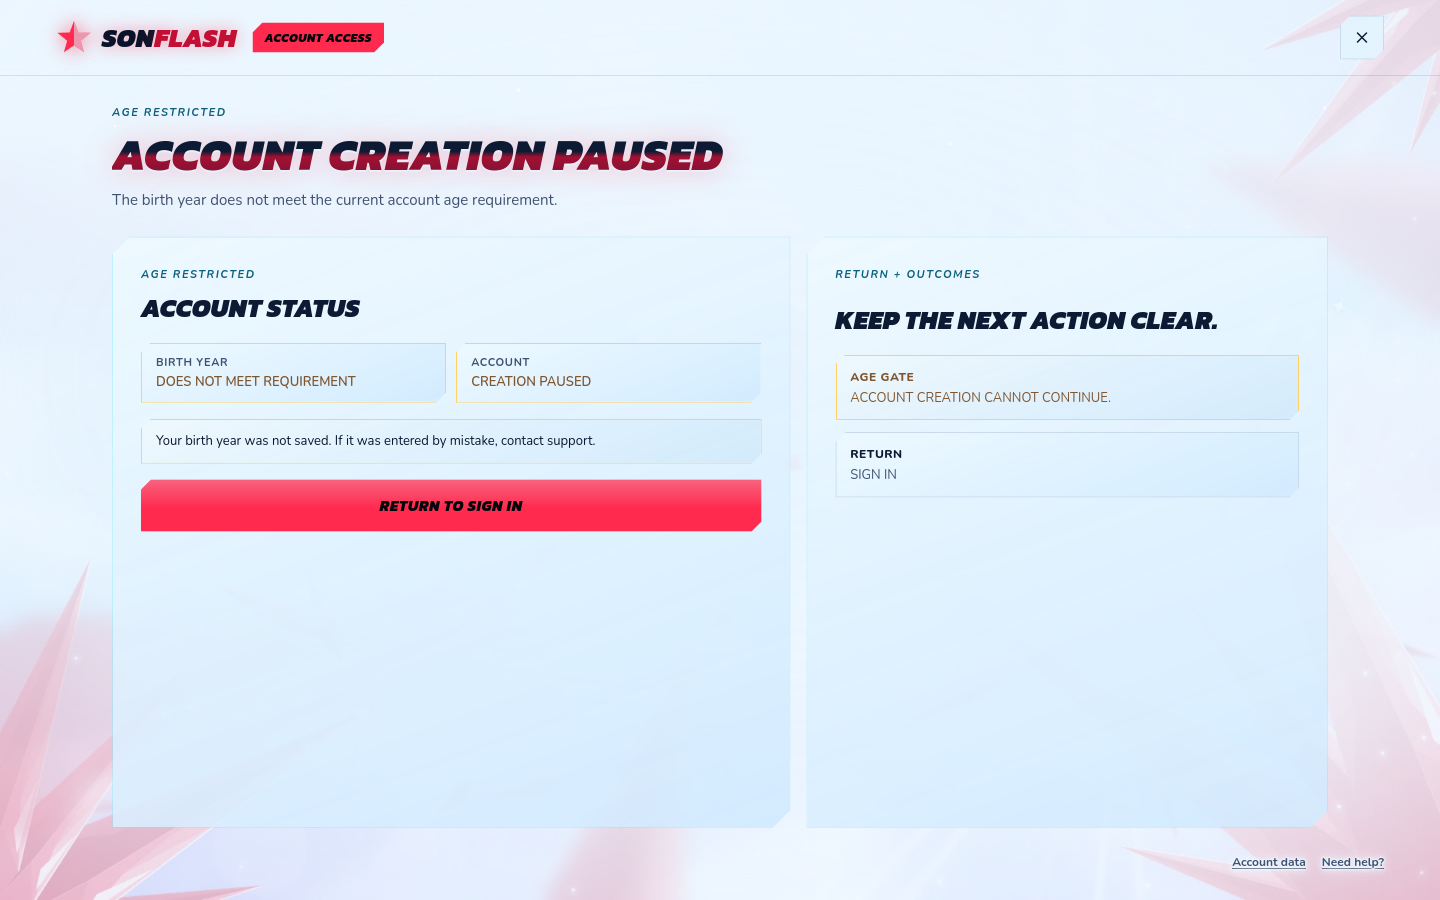 SONFLASH
ACCOUNT ACCESS
AGE RESTRICTED
ACCOUNT CREATION PAUSED
The birth year does not meet the current account age requirement.
AGE RESTRICTED
ACCOUNT STATUS
BIRTH YEAR
DOES NOT MEET REQUIREMENT
ACCOUNT
CREATION PAUSED
Your birth year was not saved. If it was entered by mistake, contact support.
RETURN TO SIGN IN
RETURN + OUTCOMES
KEEP THE NEXT ACTION CLEAR.
AGE GATE
ACCOUNT CREATION CANNOT CONTINUE.
RETURN
SIGN IN
Account data
Need help?